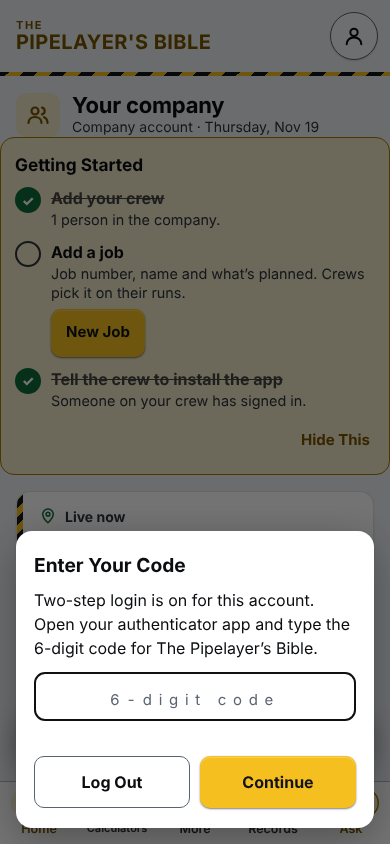 THE
PIPELAYER'S BIBLE
Your company
Company account · Thursday, Nov 19
Getting Started
Add your crew
1 person in the company.
Add a job
Job number, name and what's planned. Crews
pick it on their runs.
New Job
Tell the crew to install the app
Someone on your crew has signed in.
Hide This
Live now
Enter Your Code
Two-step login is on for this account.
Open your authenticator app and type the
6-digit code for The Pipelayer's Bible.
6-digit code
Log Out
Continue
Home
Calculators
More
Records
Ask